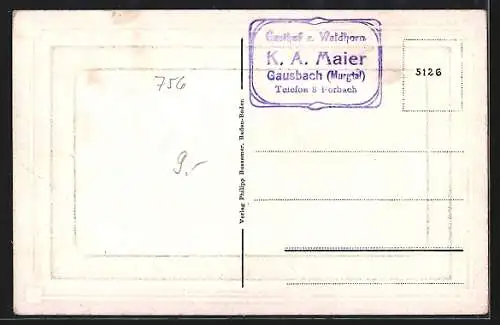 Gasthof z. Waldhorn
K. A. Maier
Gausbach (Murgtal)
Telefon 8 Forbach
5126
756
9.-
Verlag Philipp Bussemer, Baden-Baden